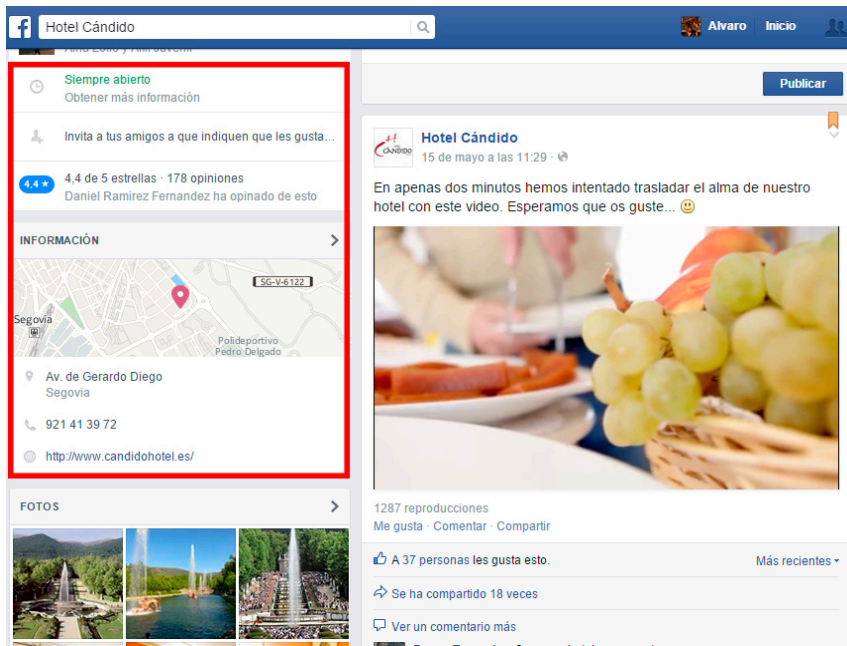 Hotel Cándido
Alvaro
Inicio
Siempre abierto
Obtener más información
Invita a tus amigos a que indiquen que les gusta...
4,4 ★
4,4 de 5 estrellas · 178 opiniones
Daniel Ramirez Fernandez ha opinado de esto
INFORMACIÓN
SG-V-6122
Segovia
Polideportivo
Pedro Delgado
Av. de Gerardo Diego
Segovia
921 41 39 72
http://www.candidohotel.es/
FOTOS
Publicar
CÁNDIDO
Hotel Cándido
15 de mayo a las 11:29 ·
En apenas dos minutos hemos intentado trasladar el alma de nuestro
hotel con este video. Esperamos que os guste... 🙂
1287 reproducciones
Me gusta · Comentar · Compartir
A 37 personas les gusta esto.
Más recientes
Se ha compartido 18 veces
Ver un comentario más